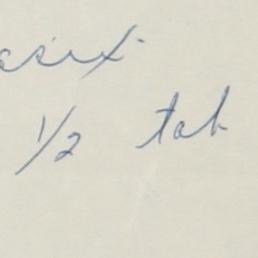 asix.
1/2 tab